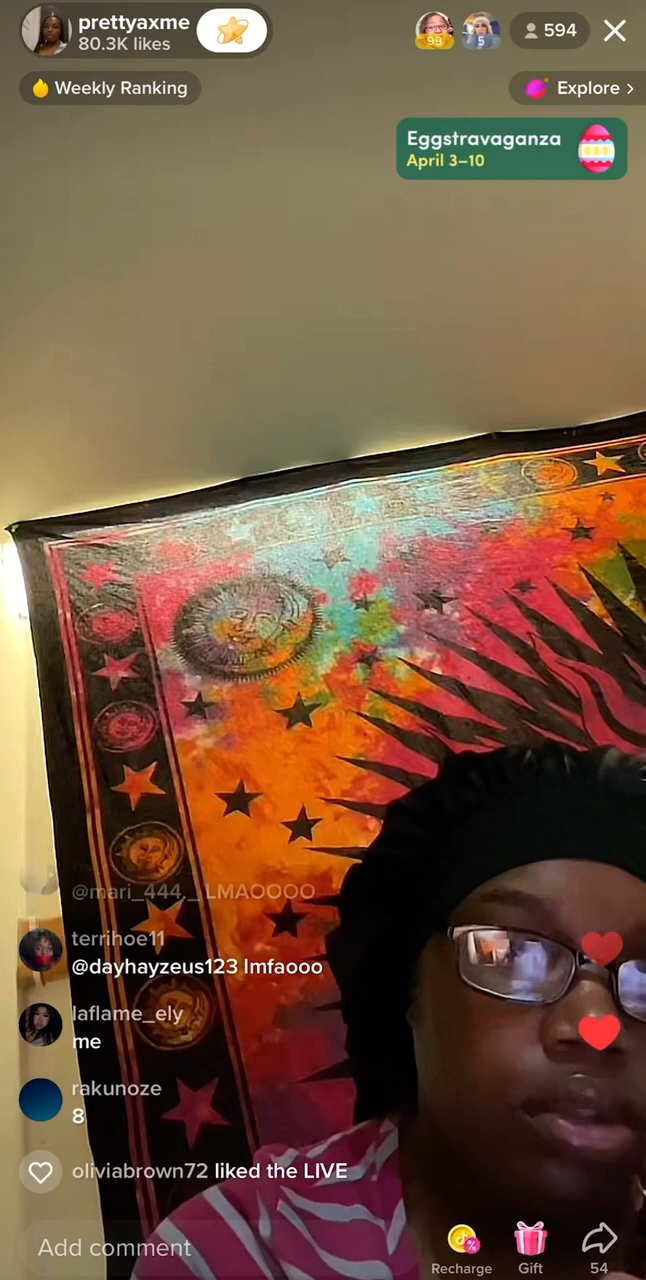 prettyaxme
80.3K likes
99
5
594
Weekly Ranking
Explore >
Eggstravaganza
April 3–10
@mari_444,_ LMAOOOO
terrihoe11
@dayhayzeus123 lmfaooo
laflame_ely
me
rakunoze
8
oliviabrown72 liked the LIVE
Add comment
Recharge
Gift
54